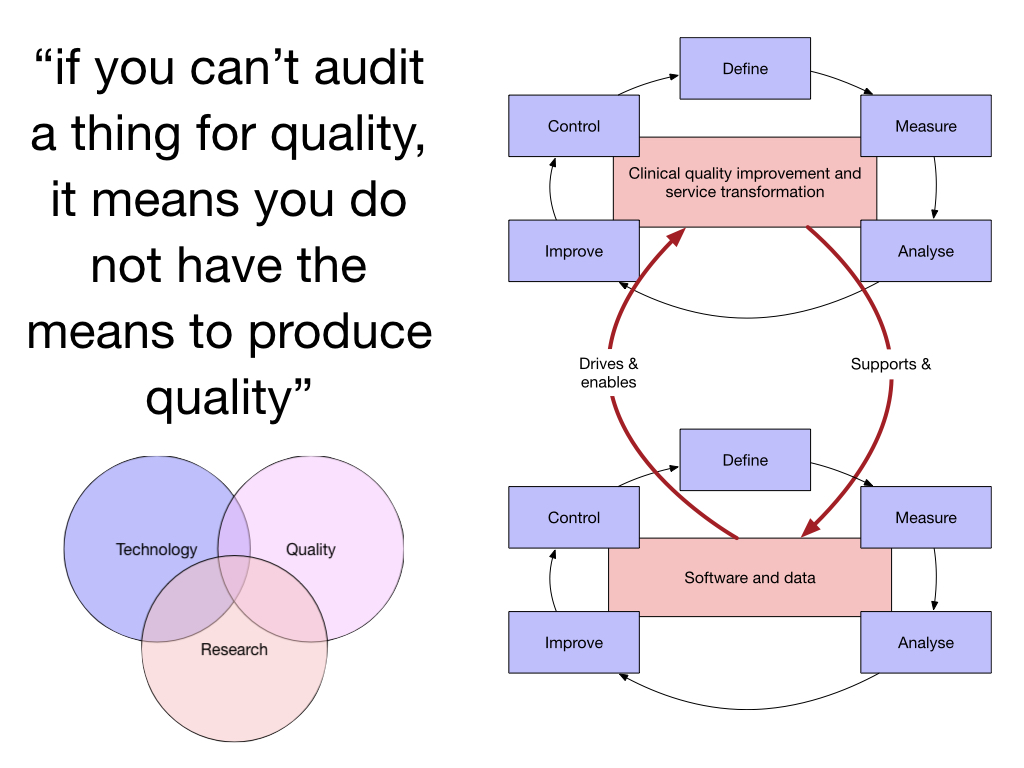 “if you can’t audit
a thing for quality,
it means you do
not have the
means to produce
quality”
Technology
Quality
Research
Define
Control
Measure
Clinical quality improvement and
service transformation
Improve
Analyse
Drives &
enables
Supports &
Define
Control
Measure
Software and data
Improve
Analyse